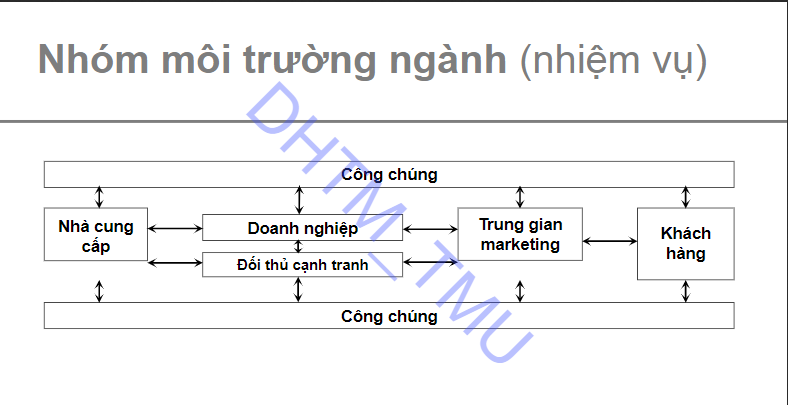 Nhóm môi trường ngành (nhiệm vụ)
Công chúng
Nhà cung
cấp
Doanh nghiệp
Đối thủ cạnh tranh
Trung gian
marketing
Khách
hàng
Công chúng
DHTM_TMU